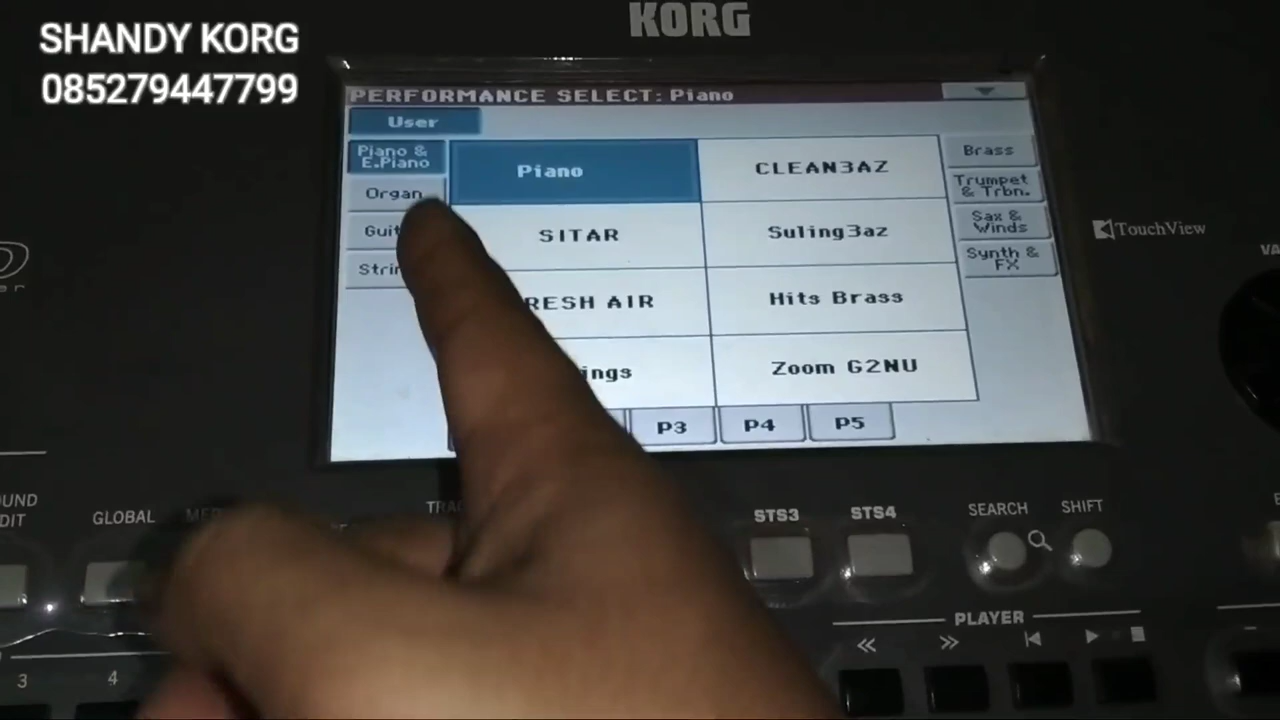 SHANDY KORG
085279447799
KORG
PERFORMANCE SELECT: Piano
User
Piano &
E.Piano
Piano
CLEAN3AZ
Brass
Organ
SITAR
Suling3az
Trumpet
& Trbn.
Sax &
Winds
Synth &
FX
Hits Brass
Zoom G2NU
P3
P4
P5
TouchView
GLOBAL
STS3
STS4
SEARCH
SHIFT
PLAYER
3
4